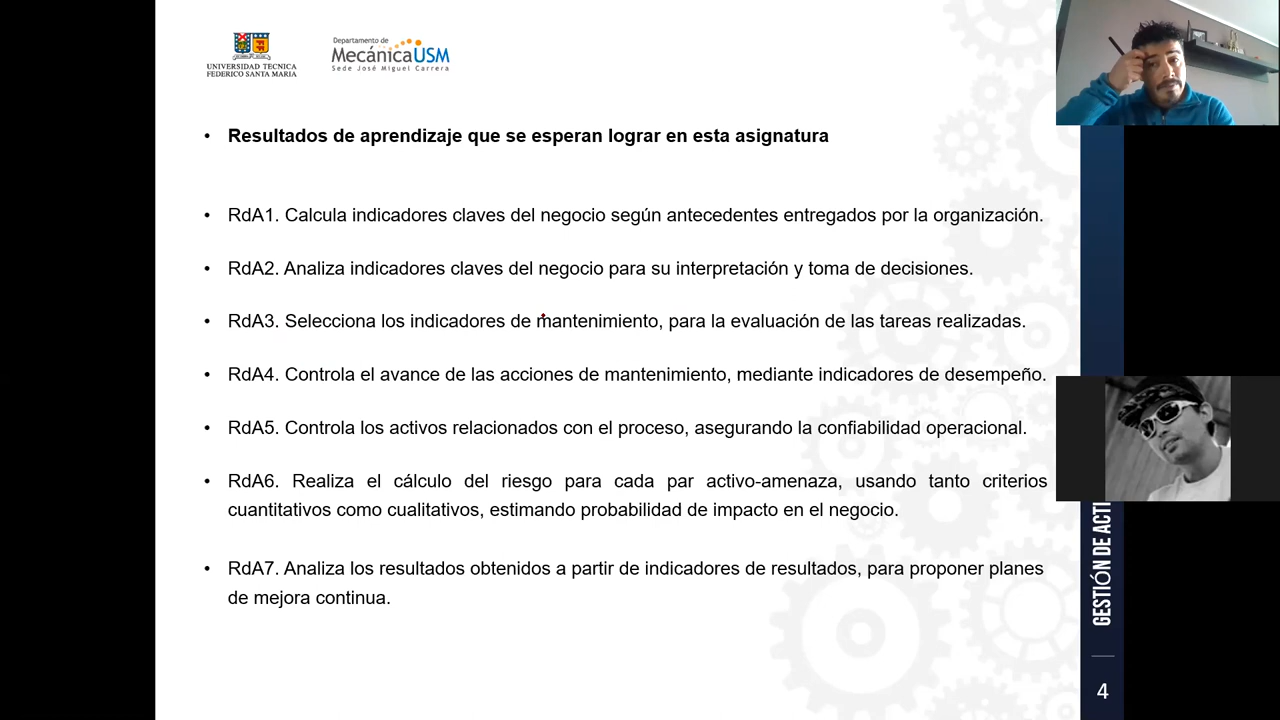 UNIVERSIDAD TECNICA
FEDERICO SANTA MARIA
Departamento de
MecánicaUSM
Sede José Miguel Carrera
• Resultados de aprendizaje que se esperan lograr en esta asignatura
• RdA1. Calcula indicadores claves del negocio según antecedentes entregados por la organización.
• RdA2. Analiza indicadores claves del negocio para su interpretación y toma de decisiones.
• RdA3. Selecciona los indicadores de mantenimiento, para la evaluación de las tareas realizadas.
• RdA4. Controla el avance de las acciones de mantenimiento, mediante indicadores de desempeño.
• RdA5. Controla los activos relacionados con el proceso, asegurando la confiabilidad operacional.
• RdA6. Realiza el cálculo del riesgo para cada par activo-amenaza, usando tanto criterios
cuantitativos como cualitativos, estimando probabilidad de impacto en el negocio.
• RdA7. Analiza los resultados obtenidos a partir de indicadores de resultados, para proponer planes
de mejora continua.
GESTIÓN DE ACTI
4